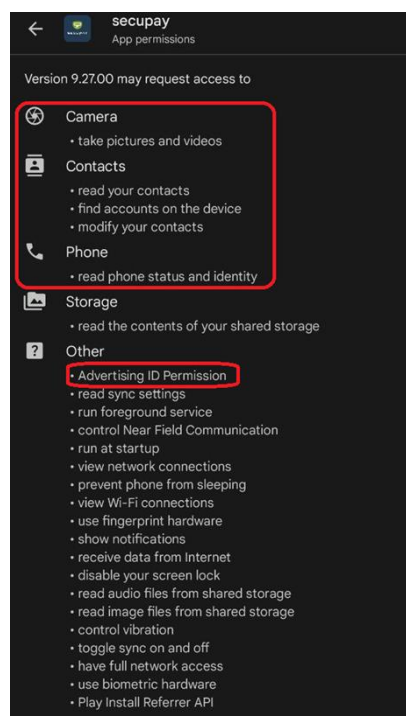 secupay
App permissions
Version 9.27.00 may request access to
Camera
• take pictures and videos
Contacts
• read your contacts
• find accounts on the device
• modify your contacts
Phone
• read phone status and identity
Storage
• read the contents of your shared storage
Other
• Advertising ID Permission
• read sync settings
• run foreground service
• control Near Field Communication
• run at startup
• view network connections
• prevent phone from sleeping
• view Wi-Fi connections
• use fingerprint hardware
• show notifications
• receive data from Internet
• disable your screen lock
• read audio files from shared storage
• read image files from shared storage
• control vibration
• toggle sync on and off
• have full network access
• use biometric hardware
• Play Install Referrer API